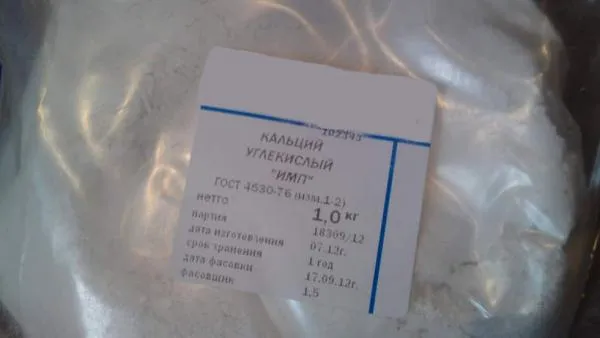 102393
КАЛЬЦИЙ
УГЛЕКИСЛЫЙ
"ИМП"
ГОСТ 4530-76 (изм.1-2)
нетто 1,0 кг
партия 18309/12
дата изготовления 07.12г.
срок хранения 1 год
дата фасовки 17.09.12г.
фасовщик 1,5